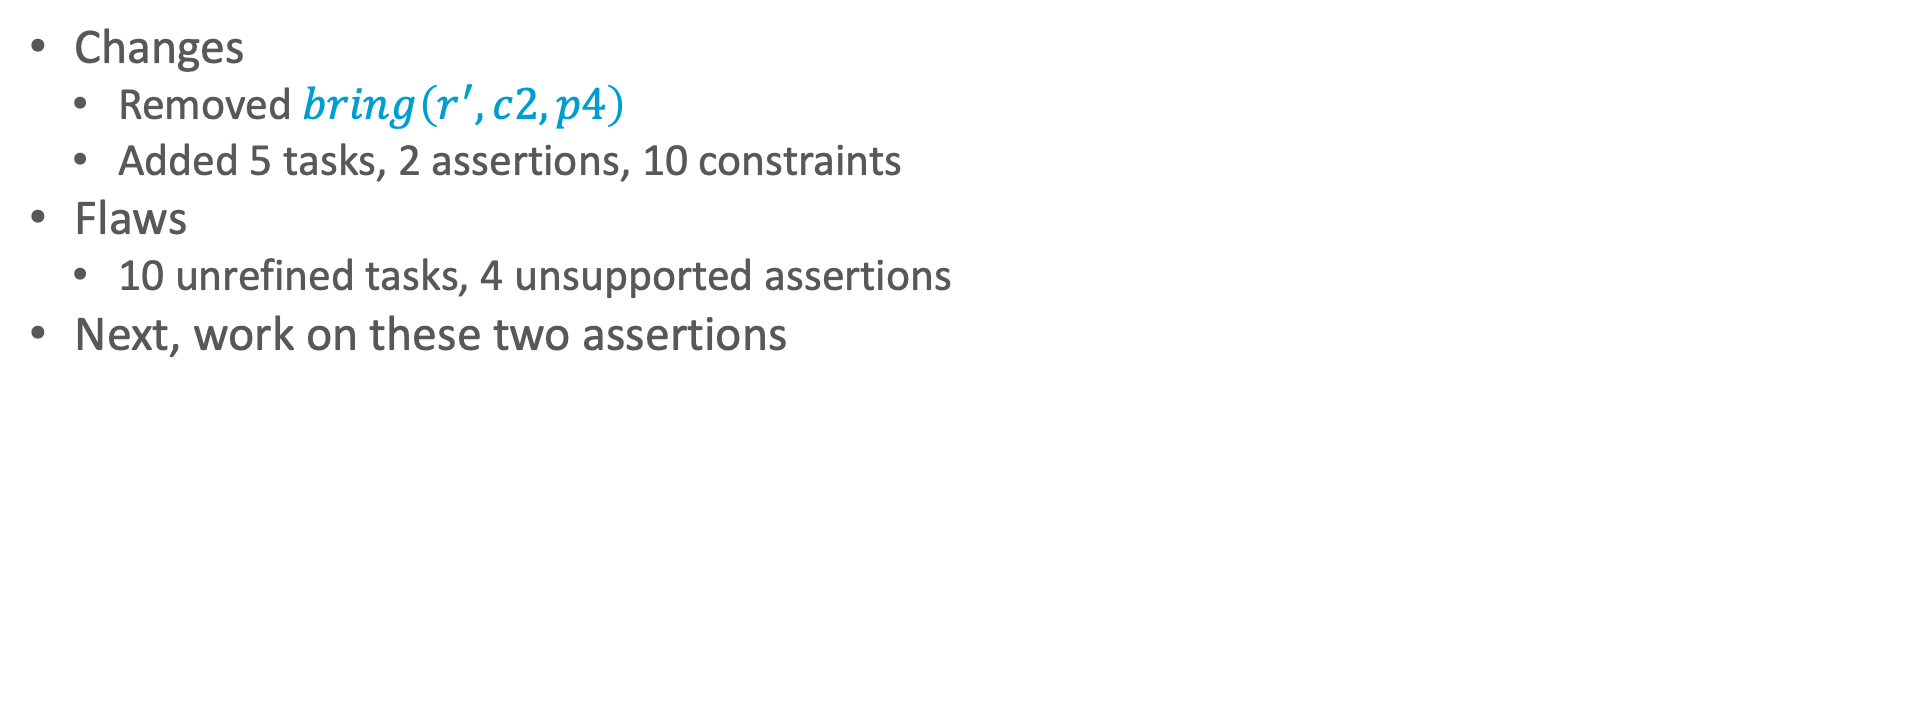 • Changes
• Removed bring(r′, c2, p4)
• Added 5 tasks, 2 assertions, 10 constraints
• Flaws
• 10 unrefined tasks, 4 unsupported assertions
• Next, work on these two assertions